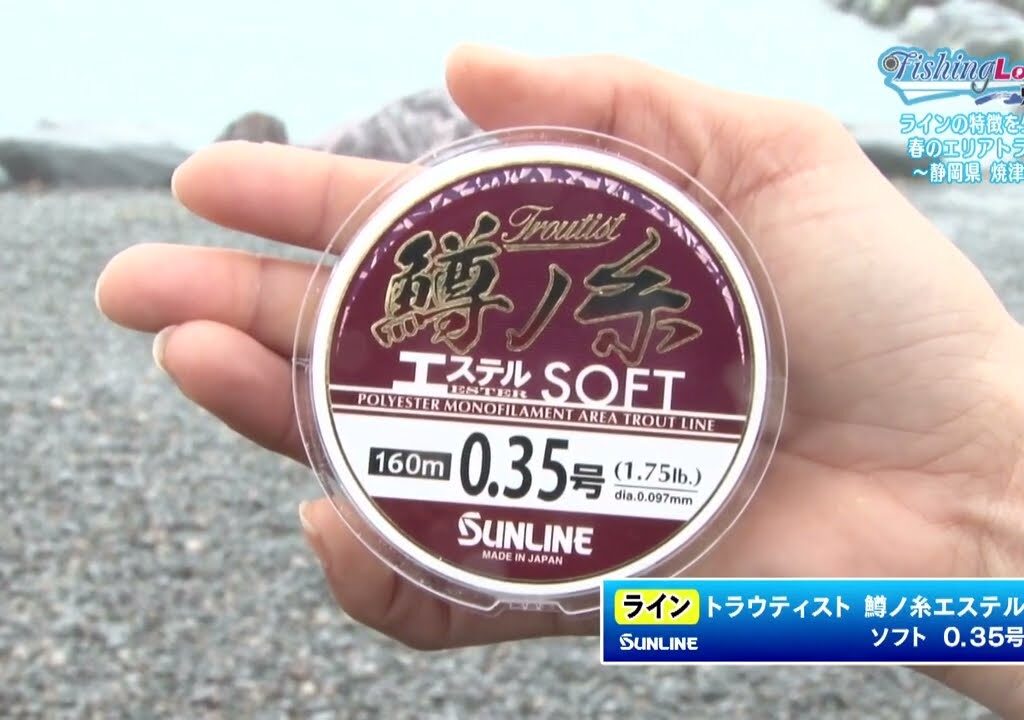 FishingLo
ラインの特徴を
春のエリアトラ
～静岡県 焼津
Troutist
鱒ノ糸
エステル SOFT
ESTER
POLYESTER MONOFILAMENT AREA TROUT LINE
160m 0.35号 (1.75lb.)
dia.0.097mm
SUNLINE
MADE IN JAPAN
ライン トラウティスト 鱒ノ糸エステル
SUNLINE ソフト 0.35号